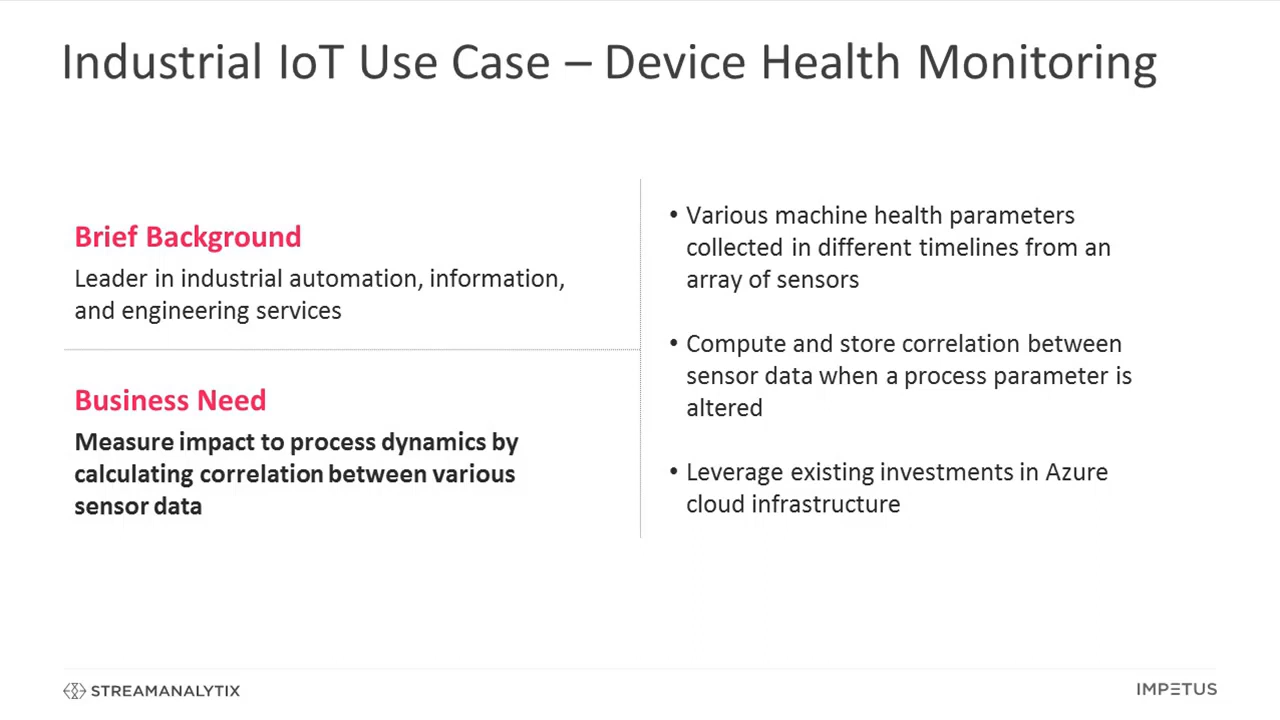 Industrial IoT Use Case – Device Health Monitoring
Brief Background
Leader in industrial automation, information,
and engineering services
Business Need
Measure impact to process dynamics by
calculating correlation between various
sensor data
• Various machine health parameters
collected in different timelines from an
array of sensors
• Compute and store correlation between
sensor data when a process parameter is
altered
• Leverage existing investments in Azure
cloud infrastructure
STREAMANALYTIX
IMPETUS